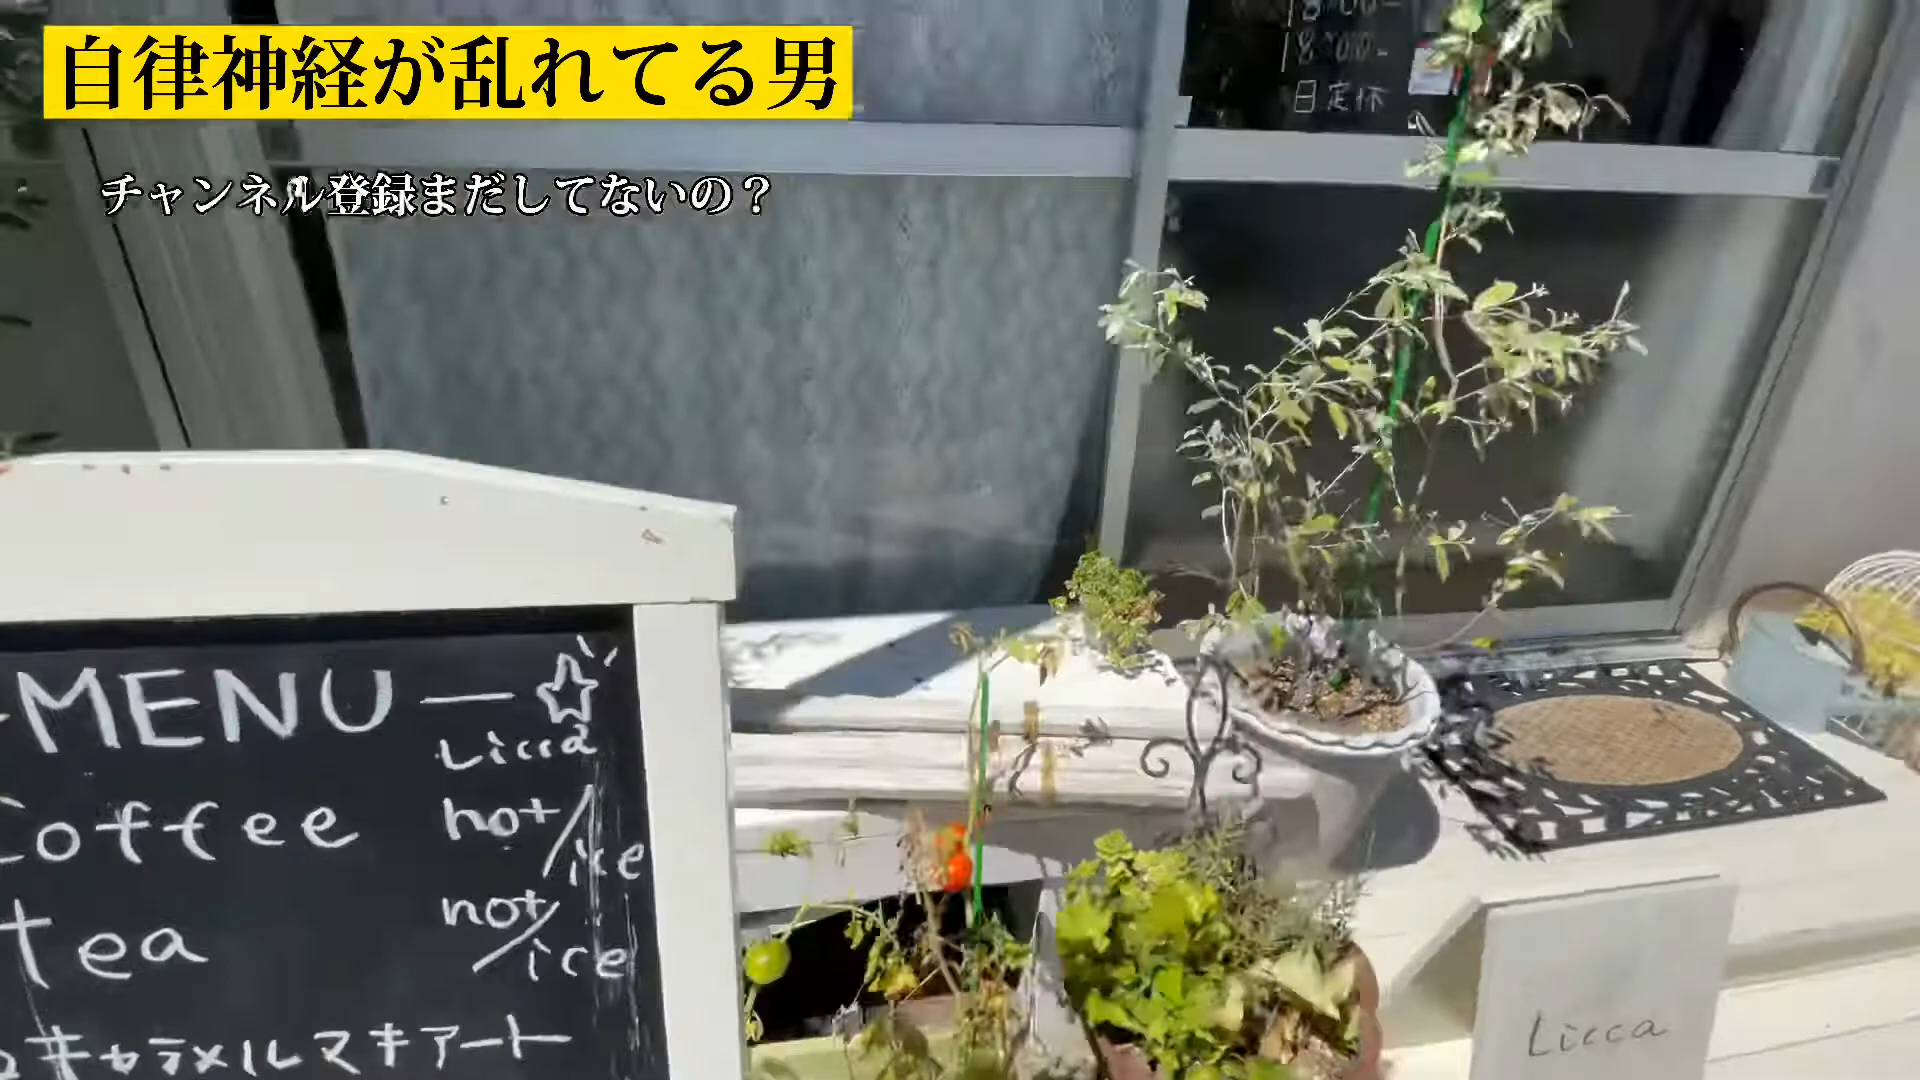 自律神経が乱れてる男
チャンネル登録まだしてないの？
18:00-
日定休
MENU
Licca
Coffee hot/ice
tea hot/ice
キャラメルマキアート
Licca